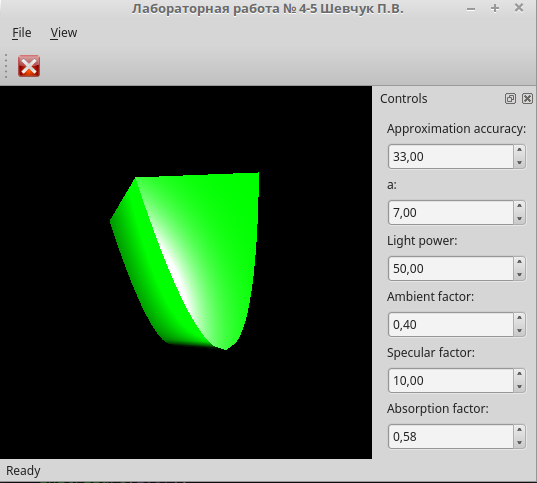 Лабораторная работа № 4-5 Шевчук П.В.
File View
Controls
Approximation accuracy:
33,00
a:
7,00
Light power:
50,00
Ambient factor:
0,40
Specular factor:
10,00
Absorption factor:
0,58
Ready